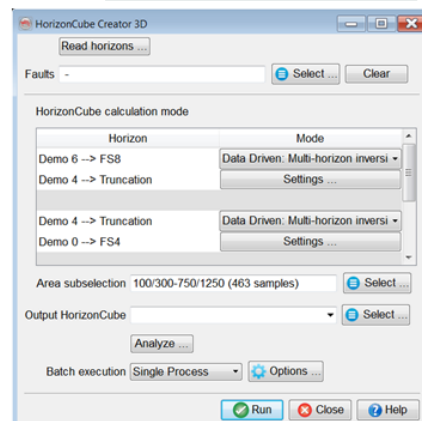 HorizonCube Creator 3D
Read horizons ...
Faults - Select ... Clear
HorizonCube calculation mode
Horizon Mode
Demo 6 --> FS8 Data Driven: Multi-horizon inversi
Demo 4 --> Truncation Settings ...
Demo 4 --> Truncation Data Driven: Multi-horizon inversi
Demo 0 --> FS4 Settings ...
Area subselection 100/300-750/1250 (463 samples) Select ...
Output HorizonCube Select ...
Analyze ...
Batch execution Single Process Options ...
Run Close Help